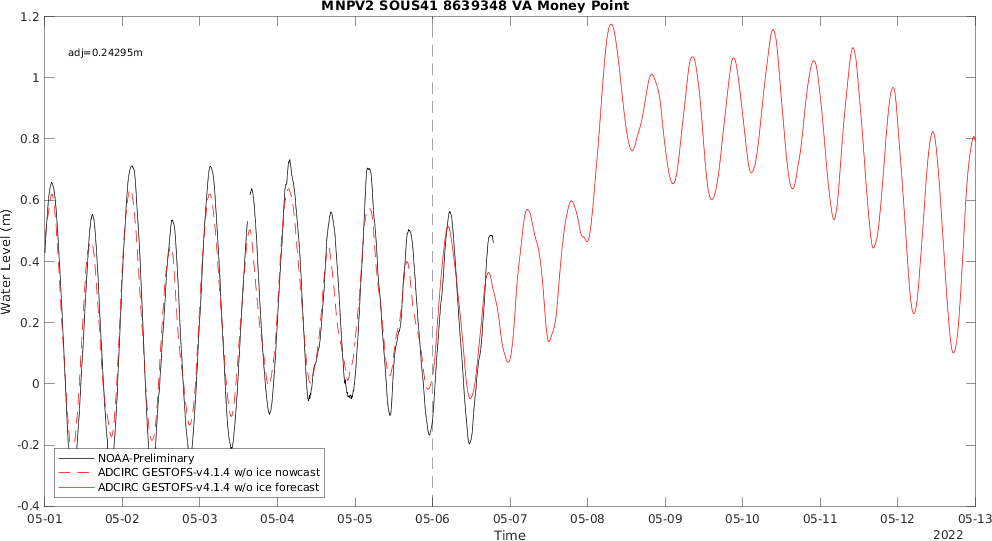 MNPV2 SOUS41 8639348 VA Money Point
adj=0.24295m
1.2
1
0.8
0.6
0.4
0.2
0
-0.2
-0.4
Water Level (m)
NOAA-Preliminary
ADCIRC GESTOFS-v4.1.4 w/o ice nowcast
ADCIRC GESTOFS-v4.1.4 w/o ice forecast
05-01 05-02 05-03 05-04 05-05 05-06 05-07 05-08 05-09 05-10 05-11 05-12 05-13
Time
2022